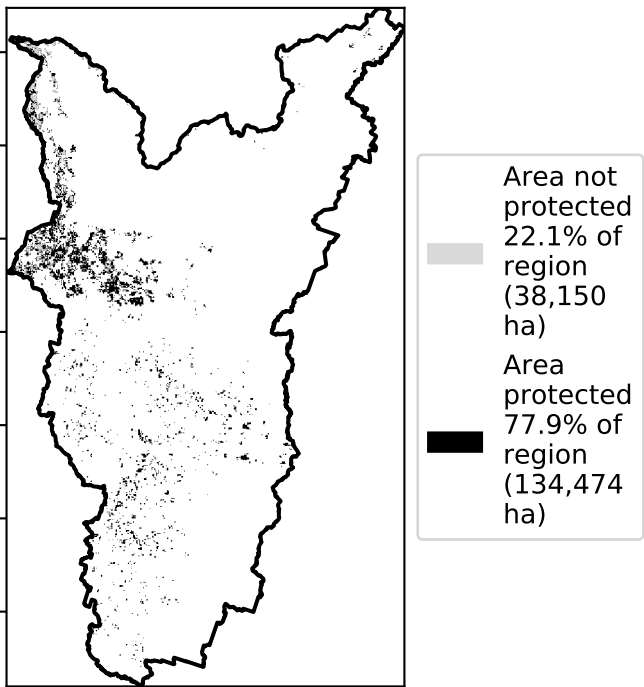 Area not
protected
22.1% of
region
(38,150
ha)
Area
protected
77.9% of
region
(134,474
ha)